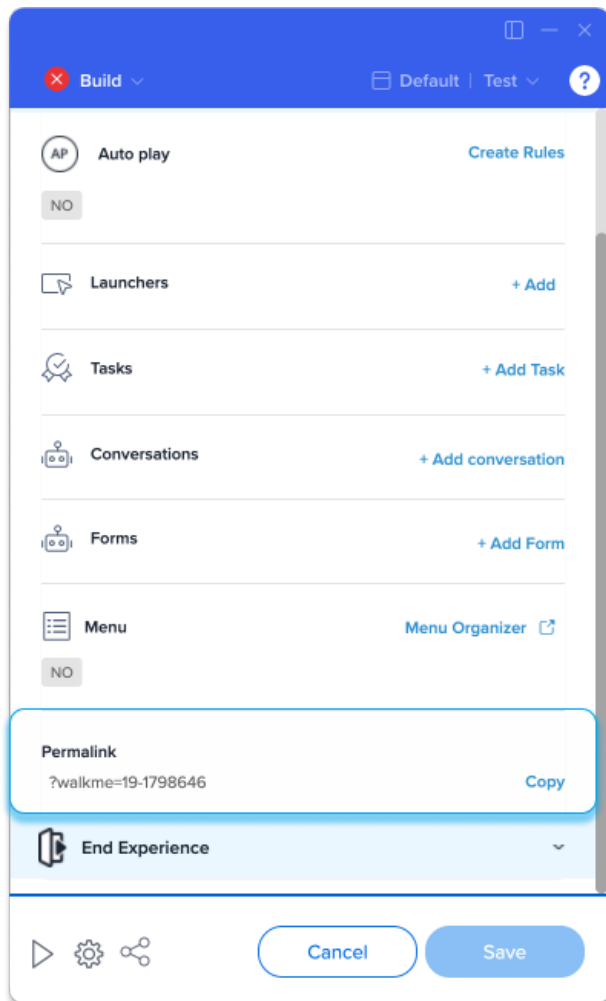 Build
Default | Test ?
AP Auto play Create Rules
NO
Launchers + Add
Tasks + Add Task
Conversations + Add conversation
Forms + Add Form
Menu Menu Organizer
NO
Permalink
?walkme=19-1798646 Copy
End Experience
Cancel Save